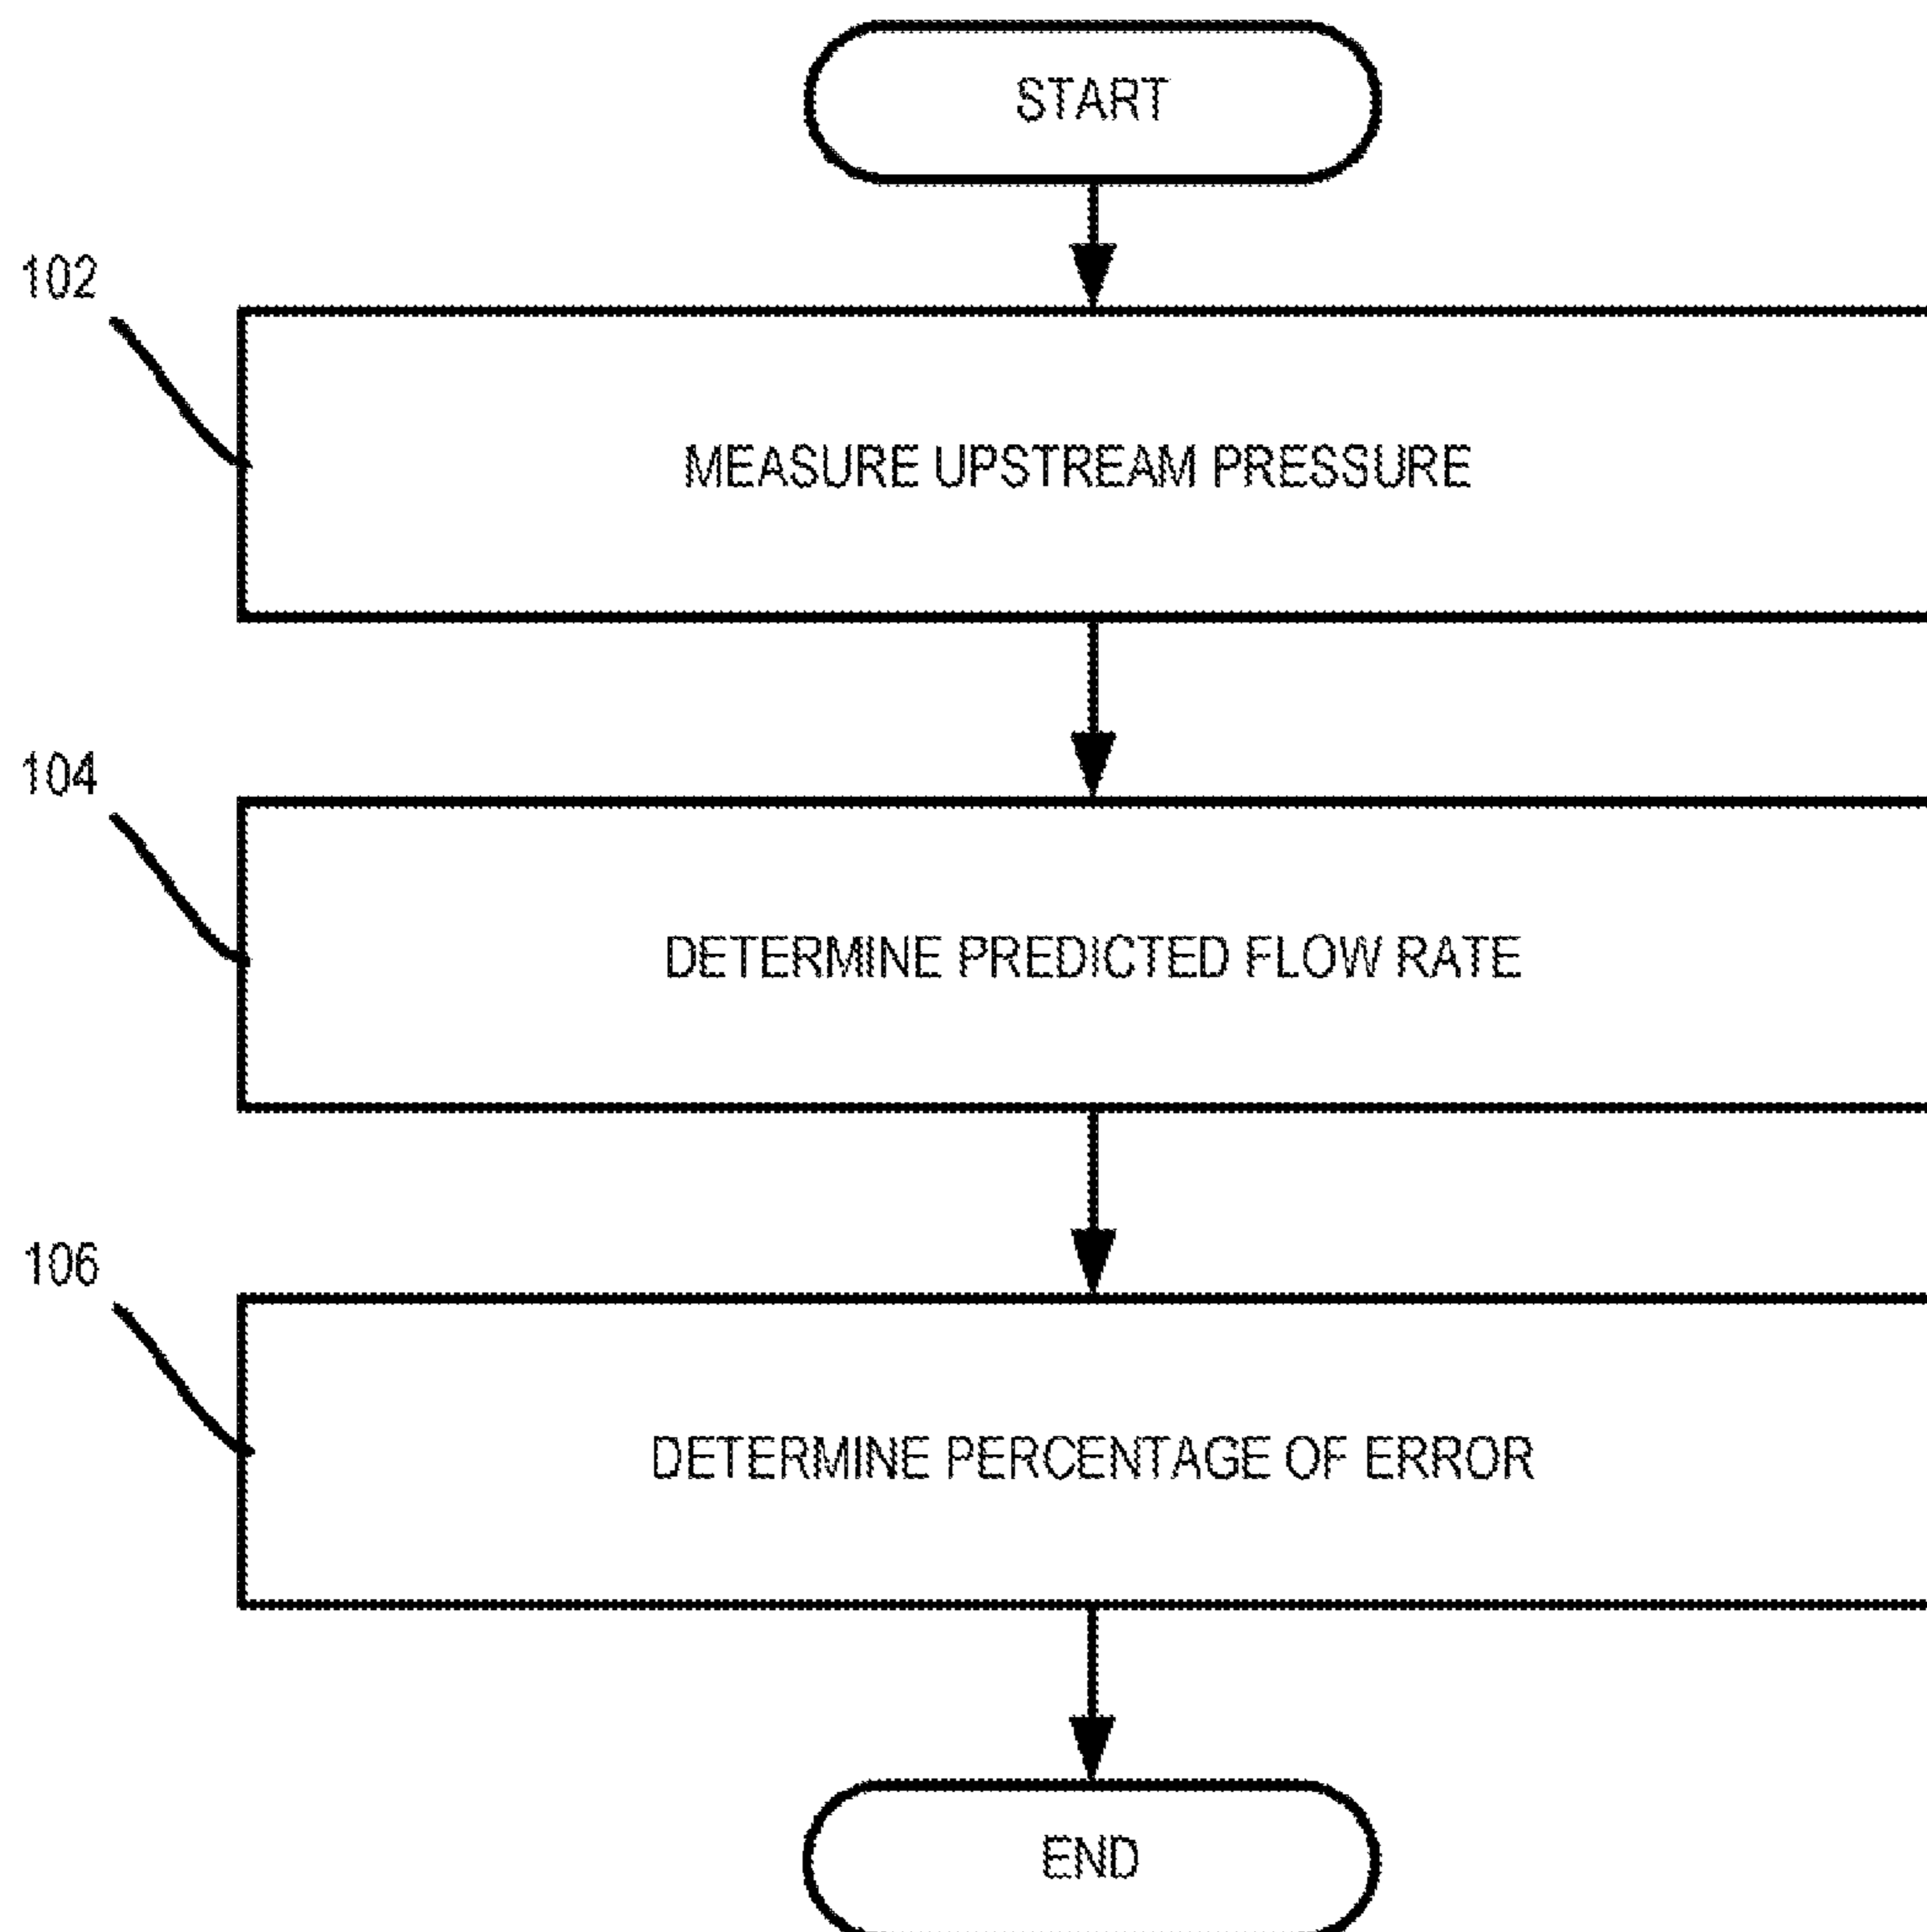 START
102
MEASURE UPSTREAM PRESSURE
104
DETERMINE PREDICTED FLOW RATE
106
DETERMINE PERCENTAGE OF ERROR
END